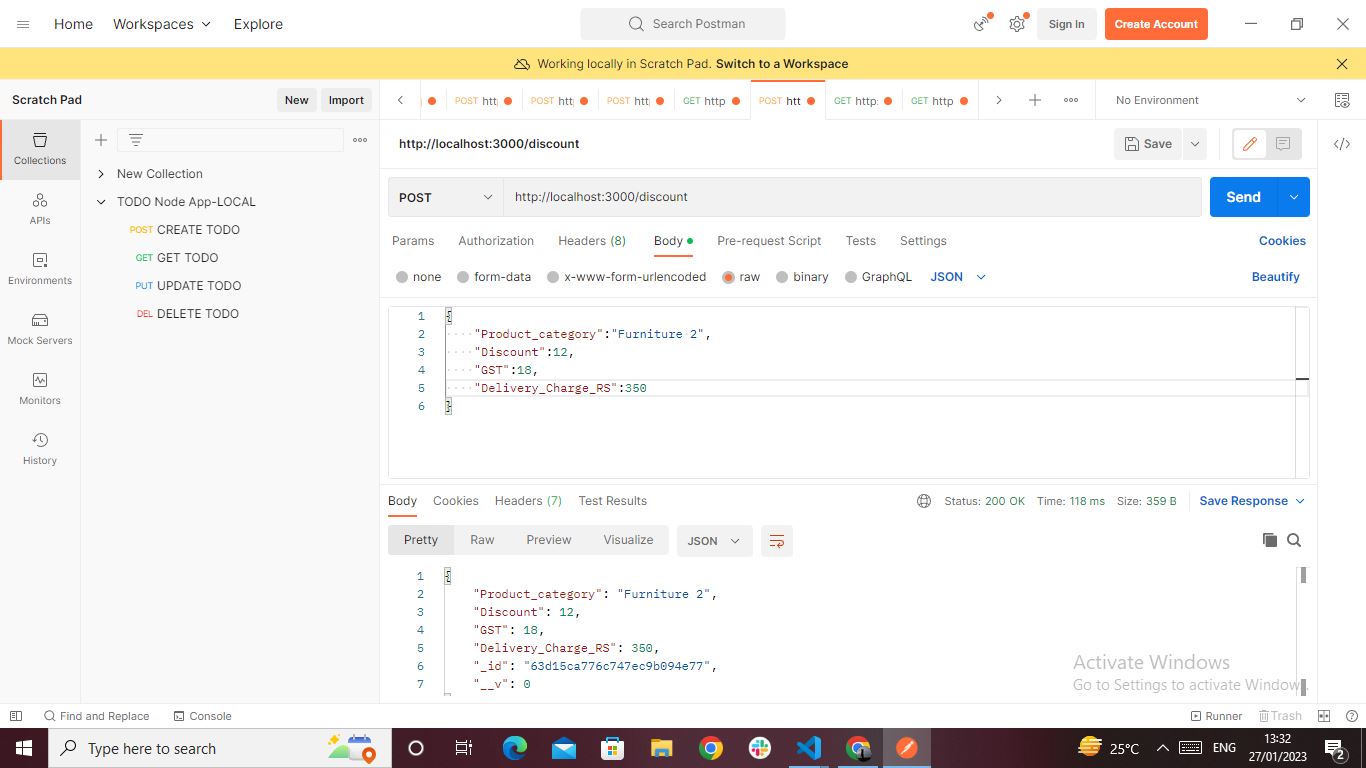 Home Workspaces Explore Search Postman Sign In Create Account
Working locally in Scratch Pad. Switch to a Workspace
Scratch Pad New Import
POST htt POST htt POST htt GET http POST htt GET http: GET http No Environment
Collections
APIs
Environments
Mock Servers
Monitors
History
New Collection
TODO Node App-LOCAL
POST CREATE TODO
GET GET TODO
PUT UPDATE TODO
DEL DELETE TODO
http://localhost:3000/discount Save
POST http://localhost:3000/discount Send
Params Authorization Headers (8) Body Pre-request Script Tests Settings Cookies
none form-data x-www-form-urlencoded raw binary GraphQL JSON Beautify
1 {
2 "Product_category":"Furniture 2",
3 "Discount":12,
4 "GST":18,
5 "Delivery_Charge_RS":350
6 }
Body Cookies Headers (7) Test Results Status: 200 OK Time: 118 ms Size: 359 B Save Response
Pretty Raw Preview Visualize JSON
1 {
2 "Product_category": "Furniture 2",
3 "Discount": 12,
4 "GST": 18,
5 "Delivery_Charge_RS": 350,
6 "_id": "63d15ca776c747ec9b094e77",
7 "__v": 0
Activate Windows
Go to Settings to activate Windows.
Find and Replace Console Runner Trash
Type here to search 25°C ENG 13:32
27/01/2023 2